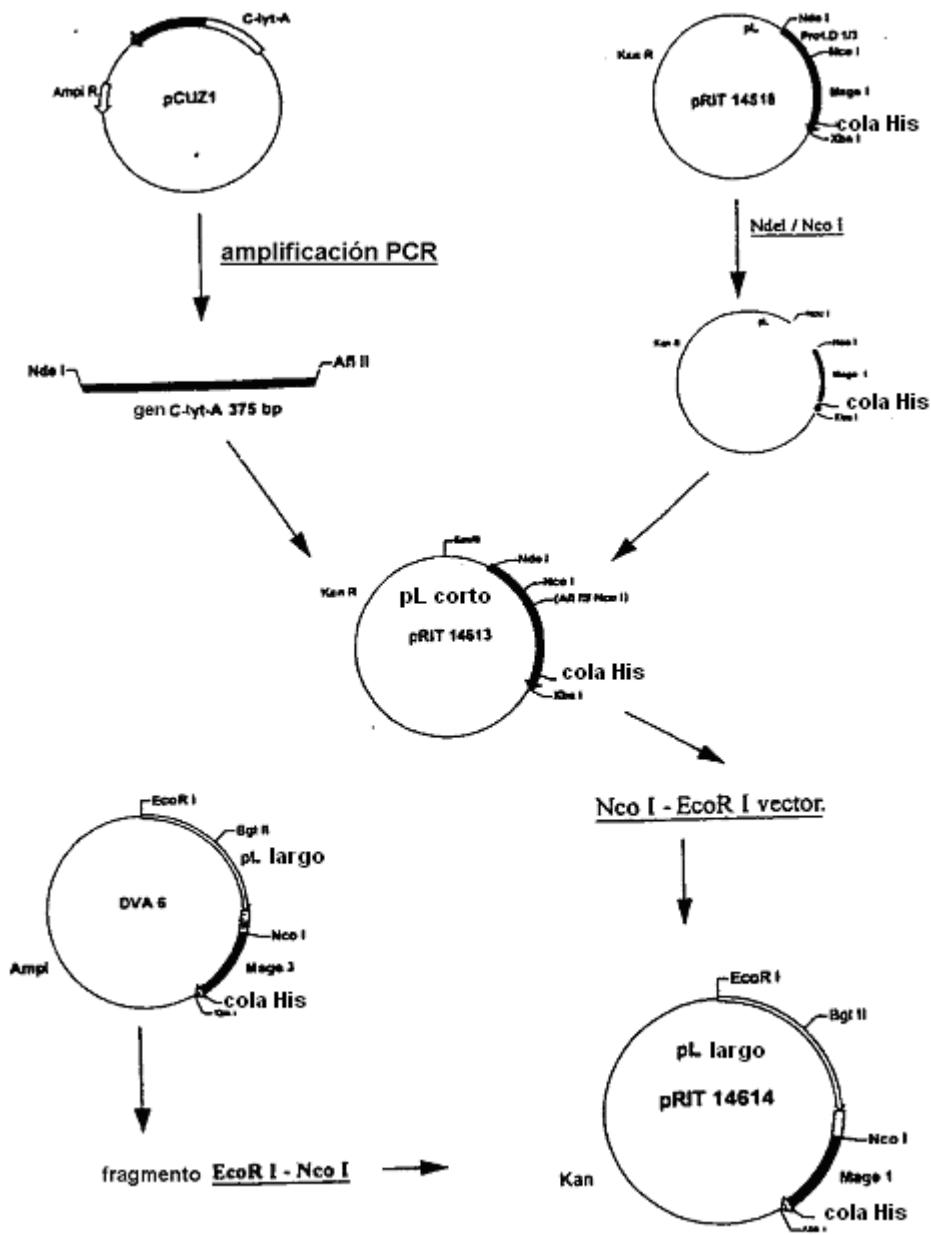 C-lyt-A
Ampi R
pCUZ1
amplificación PCR
Nde I
Afl II
gen C-lyt-A 375 bp
Nde I
pL
Prot.D 1/3
Nco I
Kan R
pRIT 14518
Mage I
cola His
Xba I
NdeI / Nco I
pL
Nco I
Mage 1
cola His
Nde I
Kan R
pL corto
Nco I
(Afl II/ Nco I)
pRIT 14613
cola His
Xba I
Nco I - EcoR I vector.
EcoR I
Bgl II
pL largo
DVA 6
Nco I
Ampi
Mage 3
cola His
fragmento EcoR I - Nco I
EcoR I
Bgl II
pL largo
pRIT 14614
Nco I
Kan
Mage 1
cola His